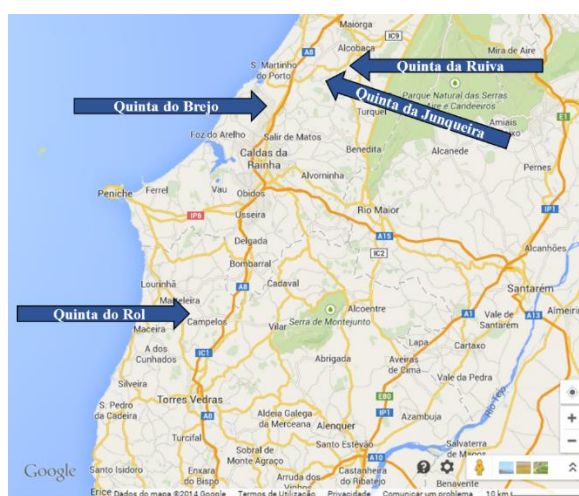 Maiorga
A8
IC9
Alcobaça
Mira de Aire
S. Martinho
do Porto
Quinta da Ruiva
Parque Natural das Serras
Aire e Candeeiros
Quinta do Brejo
Quinta da Junqueira
Turquel
Amiais
Foz do Arelho
Salir de Matos
Benedita
Alcanede
Caldas da
Rainha
Pernes
Alvorninha
Peniche
Ferrel
Vau
Óbidos
IP6
Usseira
Rio Maior
IP1
A15
Delgada
IC2
Alcanhões
Bombarral
Lourinhã
A8
Cadaval
Santarém
Quinta do Rol
Campelos
Alcoentre
Maceira
Vilar
Serra de Montejunto
A1
Vale de
Santarém
A13
Almeiri
A dos
Cunhados
IC1
Lapa
Cartaxo
Abrigada
Aveiras
de Cima
Vale da Pedra
Silveira
E80
S. Pedro
da Cadeira
Torres Vedras
A8
Aldeia Galega
da Merceana
Alenquer
IP1
Azambuja
Rio Tejo
Turcifal
Sobral de
Monte Agraço
Santo Estevão
A10
Salvaterra
de Magos
Google
Santo Isidoro
Enxara
do Bispo
Arruda dos
Vinhos
Castanheira
do Ribatejo
Benavente
Erice
Dados do mapa ©2014 Google
Termos de Utilização
Privacidade
Comunicar um problema
10 km